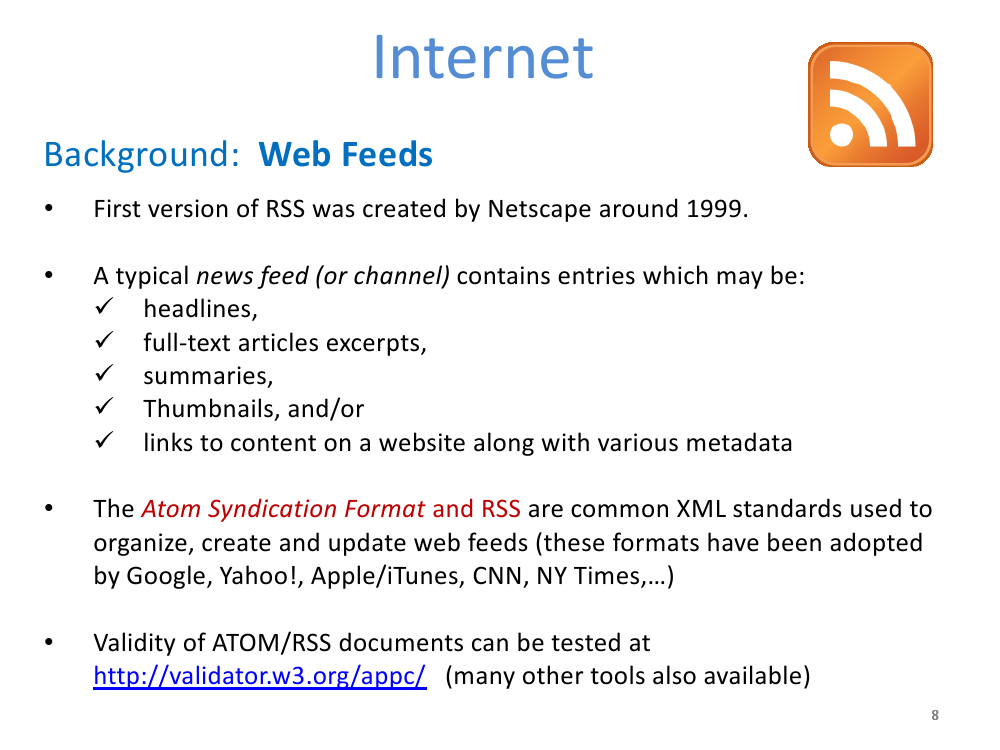 Internet
Background:  Web Feeds
• First version of RSS was created by Netscape around 1999.
• A typical news feed (or channel) contains entries which may be:
✓ headlines,
✓ full-text articles excerpts,
✓ summaries,
✓ Thumbnails, and/or
✓ links to content on a website along with various metadata
• The Atom Syndication Format and RSS are common XML standards used to
organize, create and update web feeds (these formats have been adopted
by Google, Yahoo!, Apple/iTunes, CNN, NY Times,…)
• Validity of ATOM/RSS documents can be tested at
http://validator.w3.org/appc/   (many other tools also available)
8